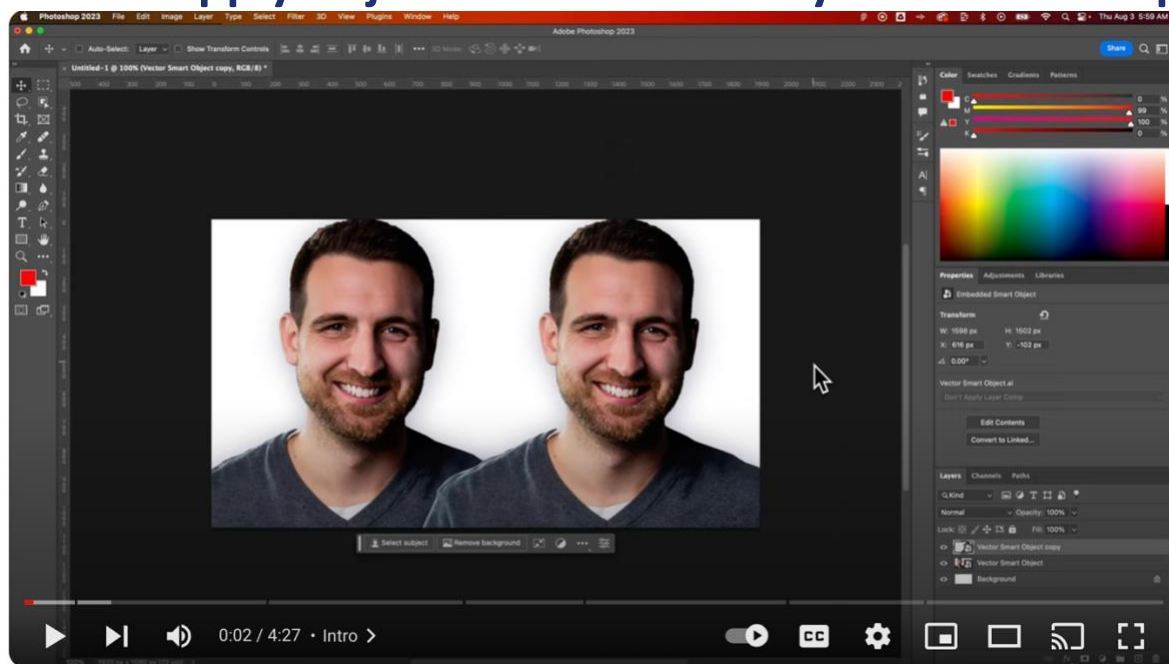 Photoshop 2023 File Edit Image Layer Type Select Filter 3D View Plugins Window Help
Thu Aug 3 5:59 AM
Adobe Photoshop 2023
Auto-Select: Layer Show Transform Controls
3D Mode:
Share
Untitled-1 @ 100% (Vector Smart Object copy, RGB/8) *
Color Swatches Gradients Patterns
C 0 %
M 99 %
Y 100 %
K 0 %
Properties Adjustments Libraries
Embedded Smart Object
Transform
W: 1598 px H: 1502 px
X: 616 px Y: -102 px
0.00°
Vector Smart Object.ai
Don't Apply Layer Comp
Edit Contents
Convert to Linked...
Layers Channels Paths
Kind
Normal Opacity: 100%
Lock: Fill: 100%
Vector Smart Object copy
Vector Smart Object
Background
Select subject Remove background
0:02 / 4:27 • Intro
CC